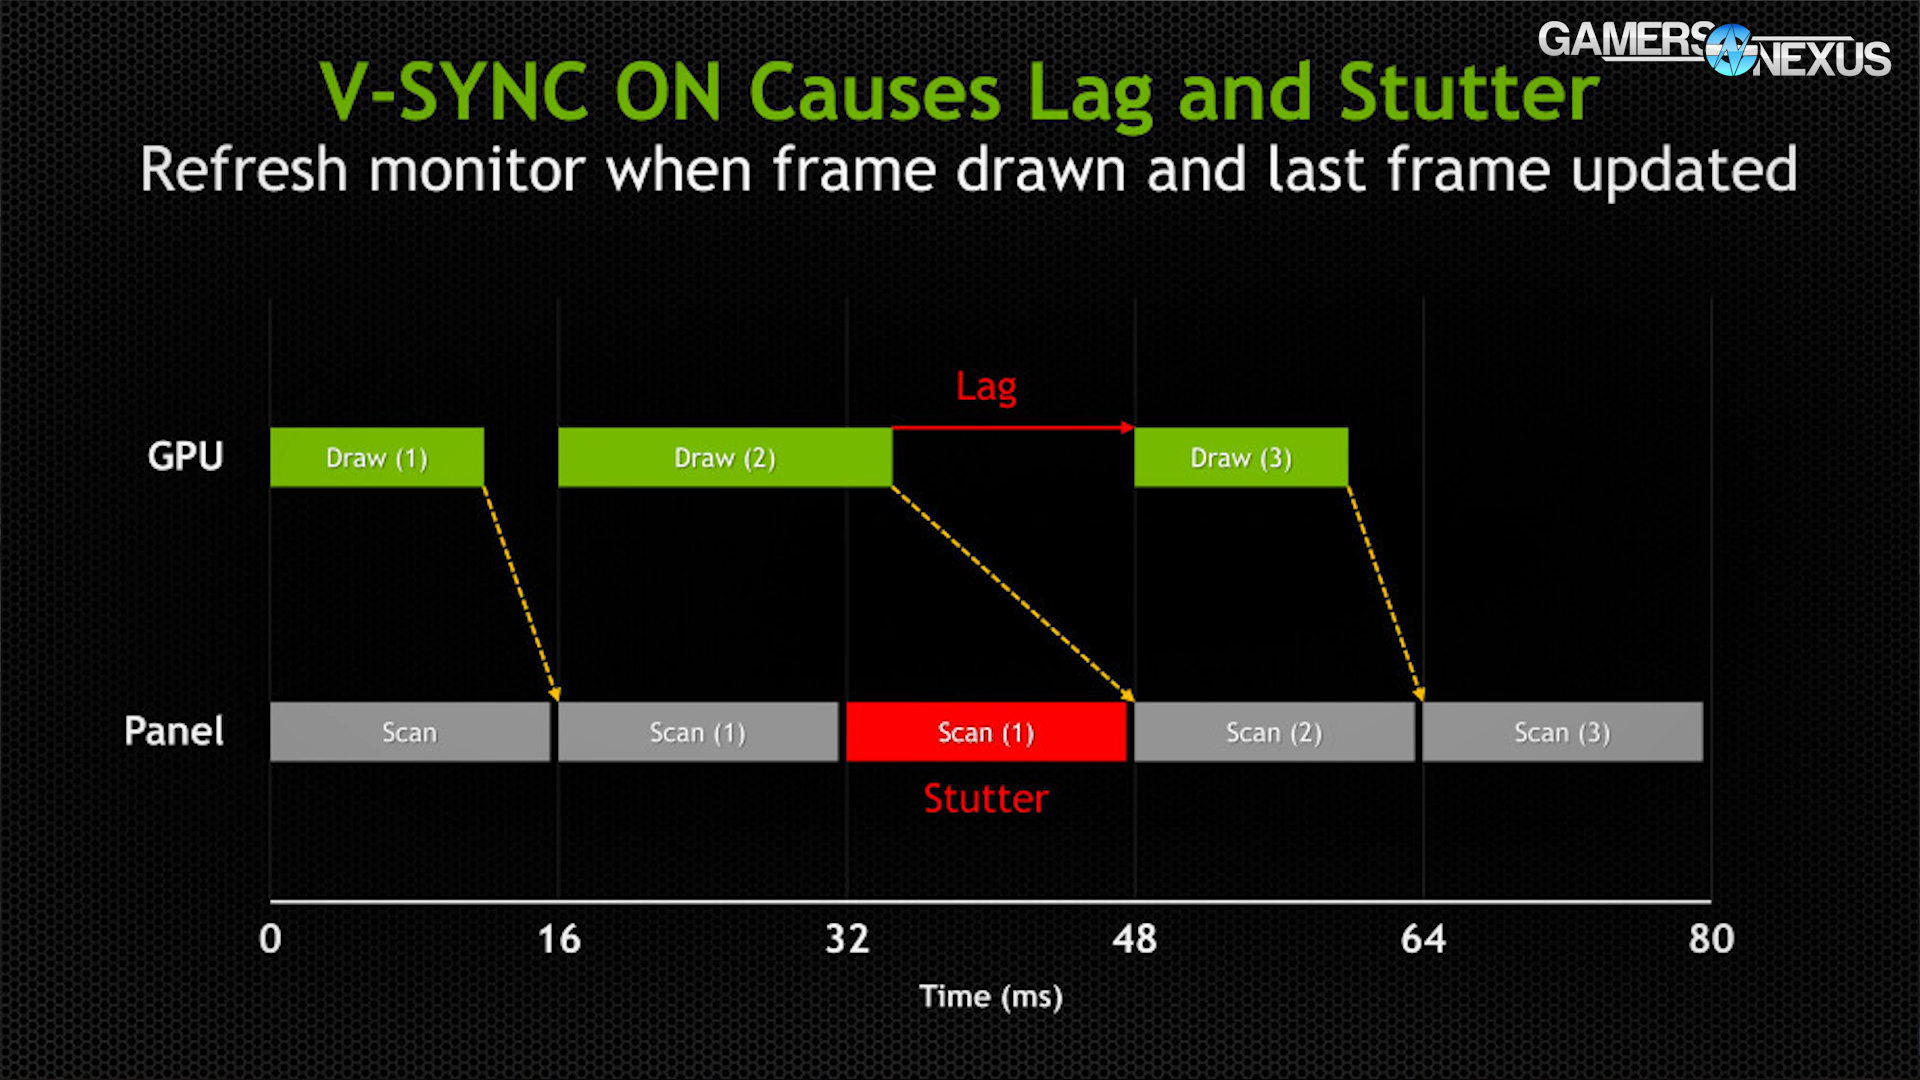 GAMERS NEXUS
V-SYNC ON Causes Lag and Stutter
Refresh monitor when frame drawn and last frame updated
Lag
GPU
Draw (1)
Draw (2)
Draw (3)
Panel
Scan
Scan (1)
Scan (1)
Scan (2)
Scan (3)
Stutter
0 16 32 48 64 80
Time (ms)